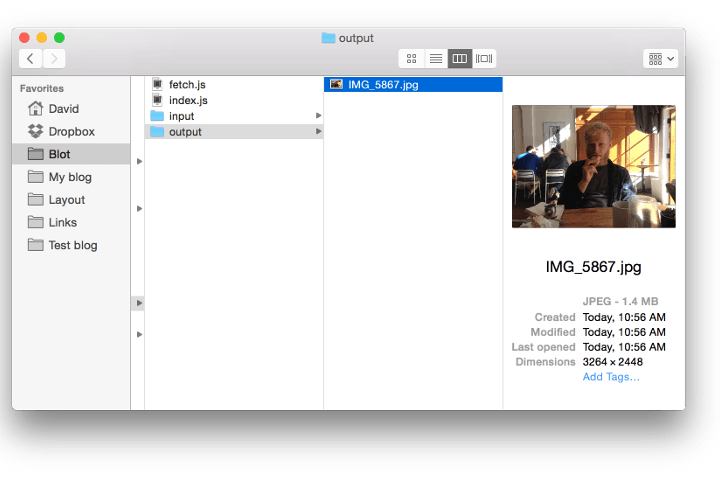 output
Favorites
David
Dropbox
Blot
My blog
Layout
Links
Test blog
fetch.js
index.js
input
output
IMG_5867.jpg
IMG_5867.jpg
JPEG - 1.4 MB
Created Today, 10:56 AM
Modified Today, 10:56 AM
Last opened Today, 10:56 AM
Dimensions 3264 × 2448
Add Tags...